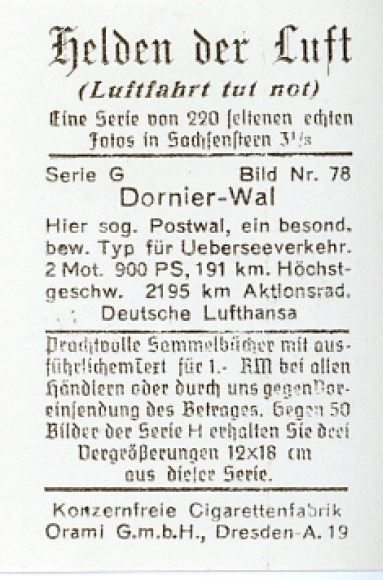 Helden der Luft
(Luftfahrt tut not)
Eine Serie von 220 seltenen echten
Fotos in Sachsenstern 3⅓
Serie G Bild Nr. 78
Dornier-Wal
Hier sog. Postwal, ein besond.
bew. Typ für Ueberseeverkehr.
2 Mot. 900 PS, 191 km. Höchst-
geschw. 2195 km Aktionsrad.
Deutsche Lufthansa
Prachtvolle Sammelbücher mit aus-
führlichem Text für 1.- RM bei allen
Händlern oder durch uns gegen Vor-
einsendung des Betrages. Gegen 50
Bilder der Serie H erhalten Sie drei
Vergrößerungen 12x18 cm
aus dieser Serie.
Konzernfreie Cigarettenfabrik
Orami G.m.b.H., Dresden-A. 19